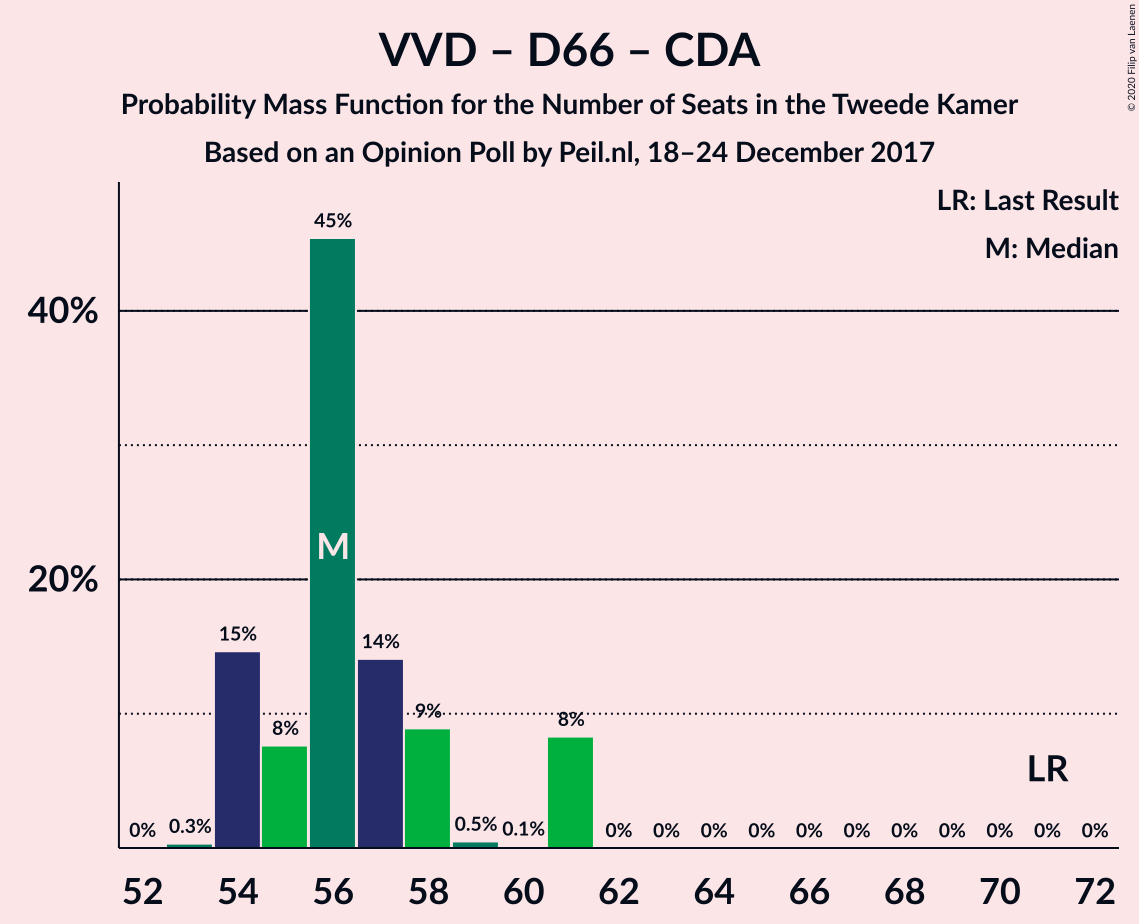 VVD – D66 – CDA
Probability Mass Function for the Number of Seats in the Tweede Kamer
Based on an Opinion Poll by Peil.nl, 18–24 December 2017
© 2020 Filip van Laenen
LR: Last Result
M: Median
45%
40%
M
20%
15%
14%
8%
9%
8%
LR
0% 0.3% 0.5% 0.1% 0% 0% 0% 0% 0% 0% 0% 0% 0% 0% 0%
52 54 56 58 60 62 64 66 68 70 72